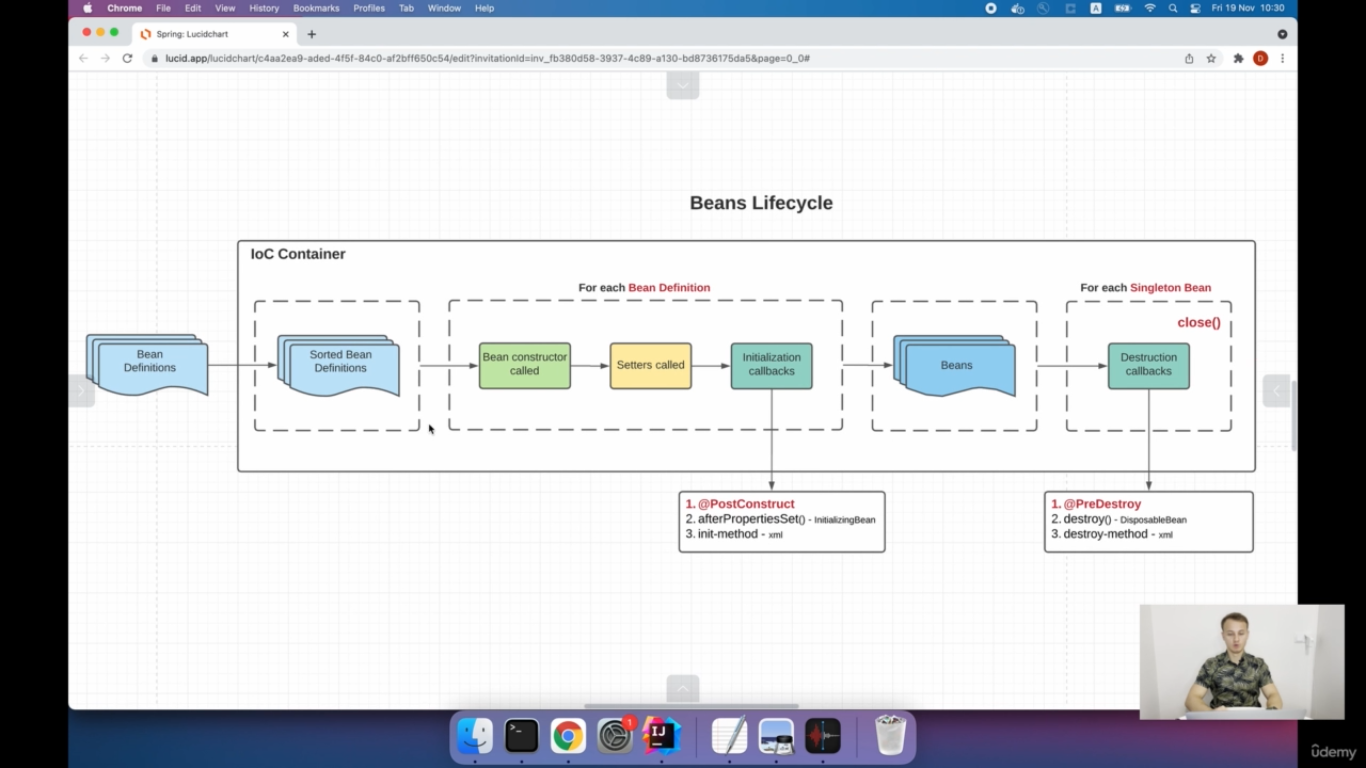 Chrome File Edit View History Bookmarks Profiles Tab Window Help A Fri 19 Nov 10:30
Spring: Lucidchart
lucid.app/lucidchart/c4aa2ea9-aded-4f5f-84c0-af2bff650c54/edit?invitationId=inv_fb380d58-3937-4c89-a130-bd8736175da5&page=0_0#
D
Beans Lifecycle
IoC Container
For each Bean Definition
For each Singleton Bean
close()
Bean
Definitions
Sorted Bean
Definitions
Bean constructor
called
Setters called
Initialization
callbacks
Beans
Destruction
callbacks
1. @PostConstruct
2. afterPropertiesSet() - InitializingBean
3. init-method - xml
1. @PreDestroy
2. destroy() - DisposableBean
3. destroy-method - xml
1
IJ
ûdemy